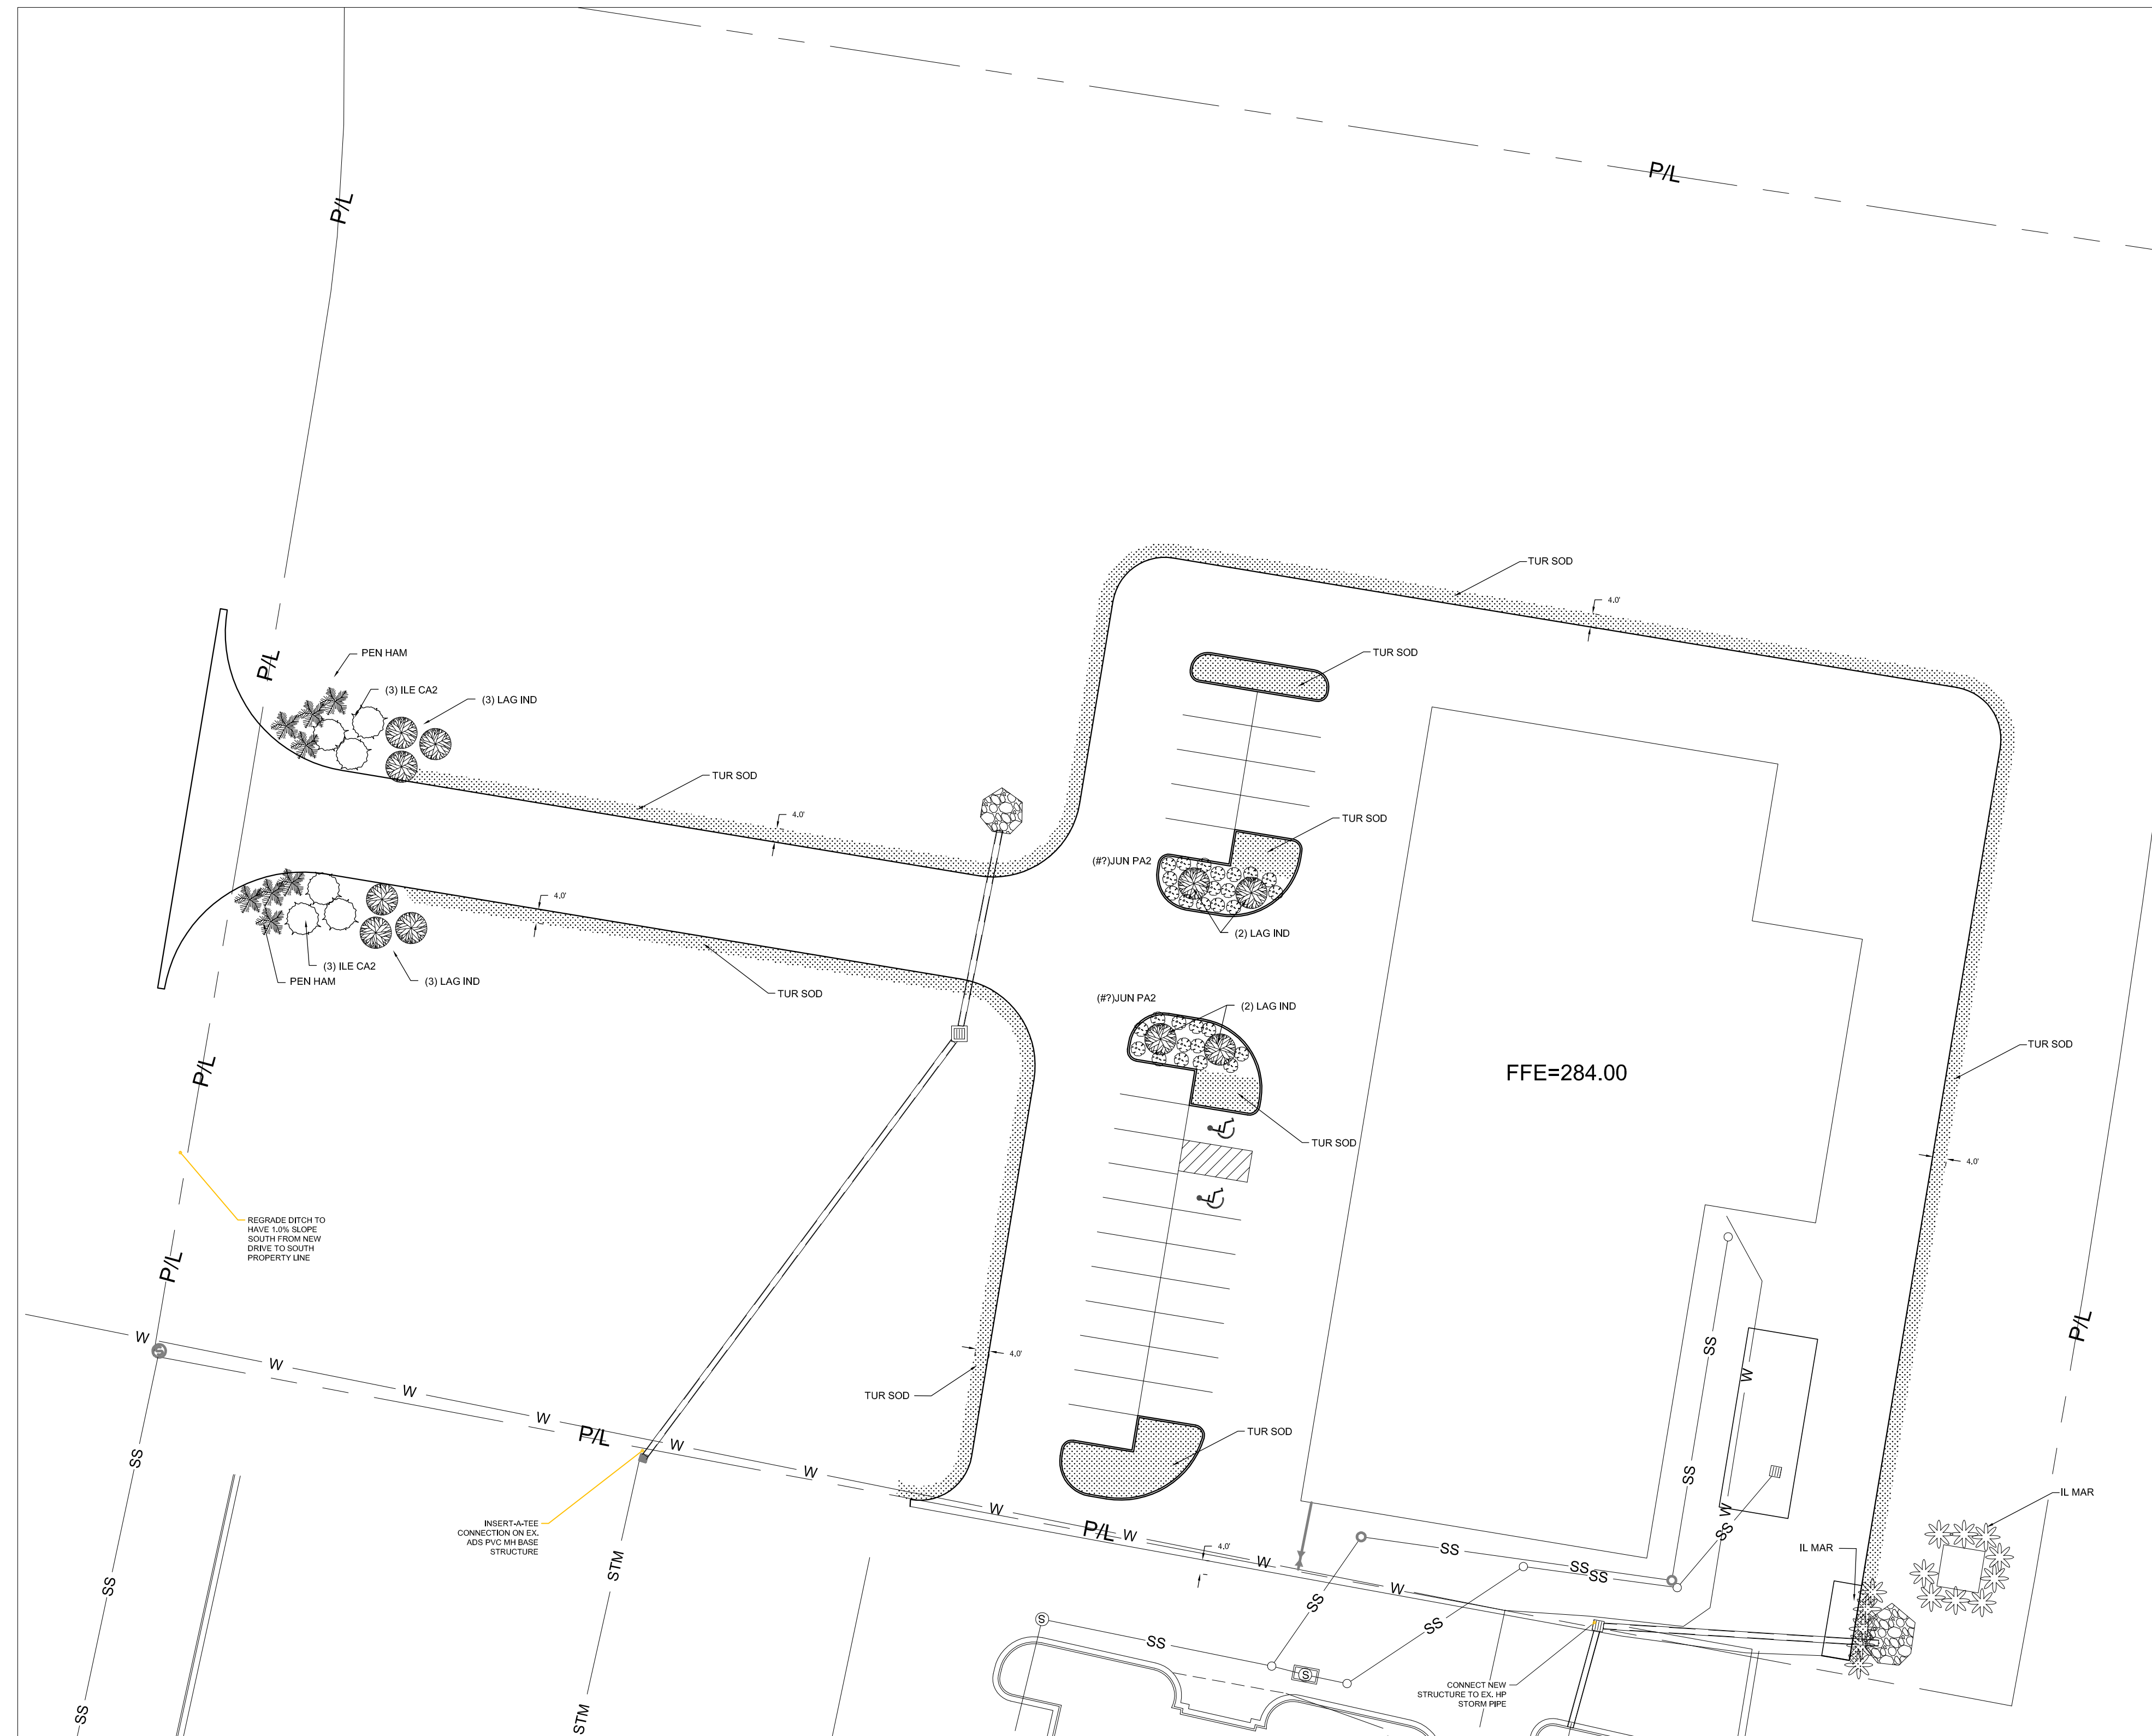 P/L
P/L
TUR SOD
4.0'
PEN HAM
TUR SOD
P/L
(3) ILE CA2
(3) LAG IND
TUR SOD
4.0'
TUR SOD
(#?)JUN PA2
4.0'
(2) LAG IND
(3) ILE CA2
PEN HAM
(3) LAG IND
TUR SOD
(#?)JUN PA2
(2) LAG IND
TUR SOD
P/L
FFE=284.00
TUR SOD
4.0'
REGRADE DITCH TO
HAVE 1.0% SLOPE
SOUTH FROM NEW
DRIVE TO SOUTH
PROPERTY LINE
P/L
P/L
W
W
4.0'
SS
W
W
TUR SOD
W
P/L
W
TUR SOD
SS
W
SS
IL MAR
W
INSERT-A-TEE
CONNECTION ON EX.
ADS PVC MH BASE
STRUCTURE
W
P/L
W
W
SS
4.0'
SS
IL MAR
W
SS
SS
STM
SS
W
SS
S
SS
SS
SS
S
CONNECT NEW
STRUCTURE TO EX. HP
STORM PIPE
SS
STM